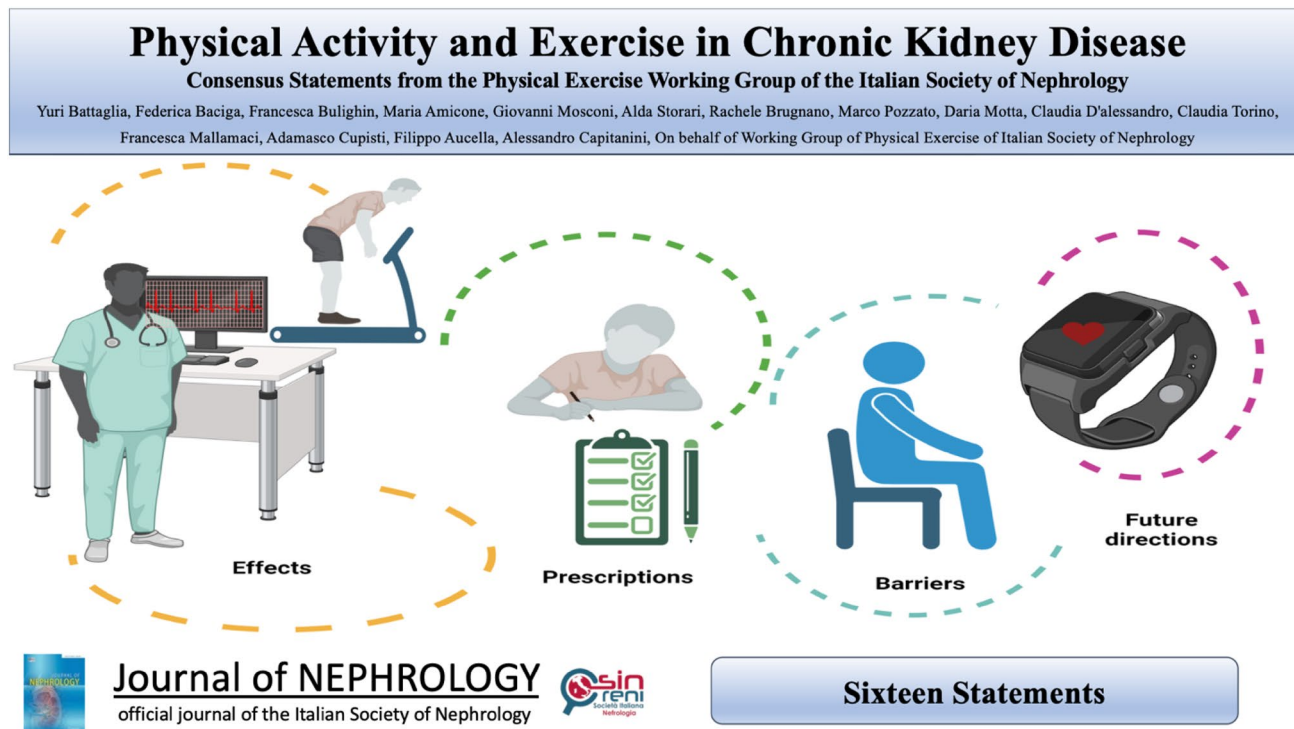 Physical Activity and Exercise in Chronic Kidney Disease
Consensus Statements from the Physical Exercise Working Group of the Italian Society of Nephrology
Yuri Battaglia, Federica Baciga, Francesca Bulighin, Maria Amicone, Giovanni Mosconi, Alda Storari, Rachele Brugnano, Marco Pozzato, Daria Motta, Claudia D'alessandro, Claudia Torino,
Francesca Mallamaci, Adamasco Cupisti, Filippo Aucella, Alessandro Capitanini, On behalf of Working Group of Physical Exercise of Italian Society of Nephrology
Effects
Prescriptions
Barriers
Future
directions
NEPHROLOGY
Journal of NEPHROLOGY
official journal of the Italian Society of Nephrology
sin
reni
Società Italiana
Nefrologia
Sixteen Statements